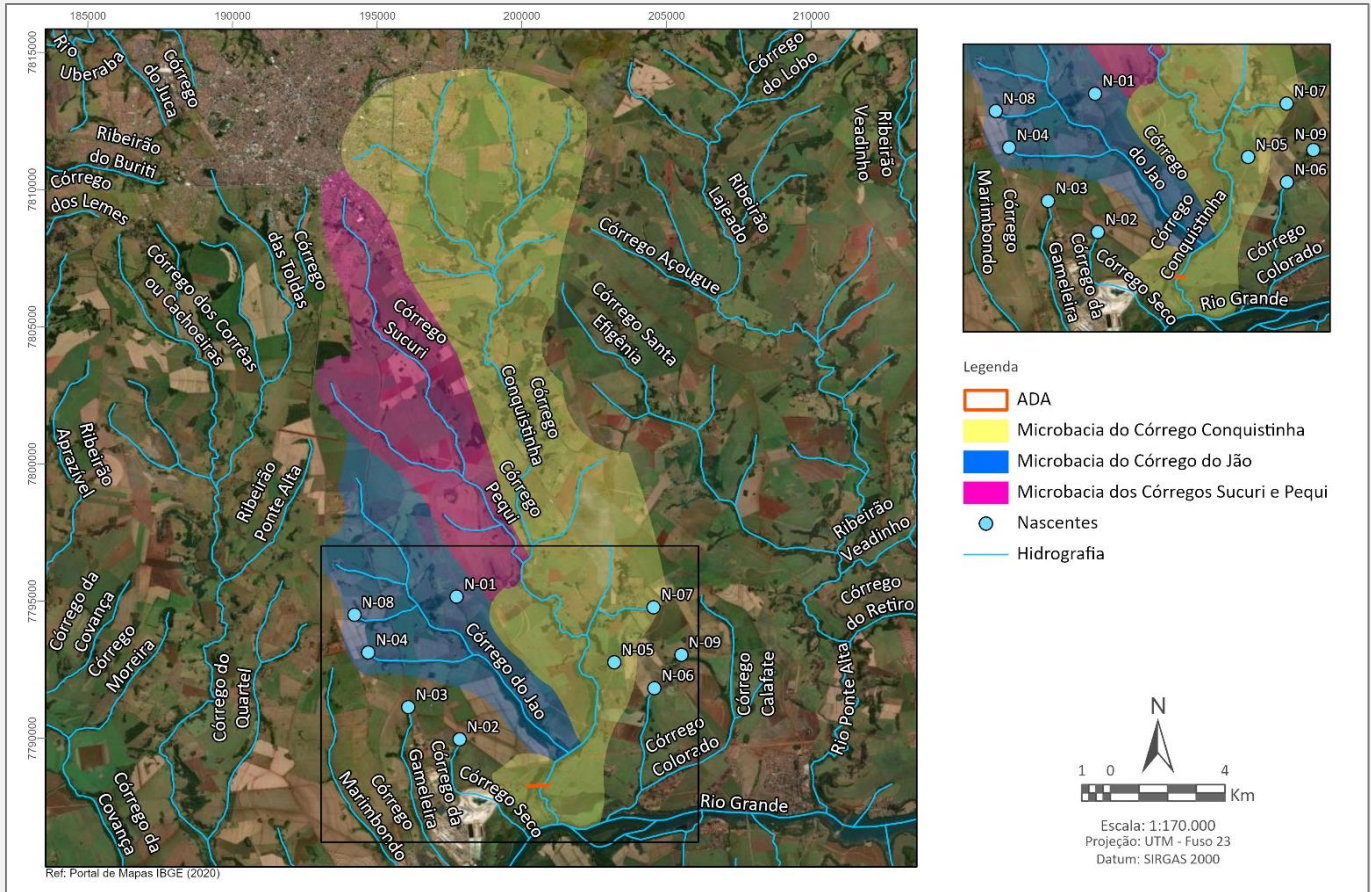 185000
190000
195000
200000
205000
210000
7815000
7810000
7805000
7800000
7795000
7790000
Rio
Uberaba
Córrego
do Juca
Ribeirão
do Buriti
Córrego
dos Lemes
Córrego dos Corrêas
ou Cachoeiras
Córrego
das Toldas
Córrego
Sucuri
Córrego
do Lobo
Ribeirão
Veadinho
Ribeirão
Lajeado
Córrego Açougue
Córrego Santa
Efigênia
Córrego
Conquistinha
Córrego
Pequi
Ribeirão
Aprazível
Ribeirão
Ponte Alta
Ribeirão
Veadinho
Córrego
do Retiro
Córrego da
Covança
Córrego
Moreira
Córrego do
Quartel
Córrego da
Covança
N-01
N-08
N-04
N-03
N-02
N-07
N-05
N-09
N-06
Córrego do Jao
Córrego
Calafate
Rio Ponte Alta
Córrego
Colorado
Córrego
Marimbondo
Córrego da
Gameleira
Córrego Seco
Rio Grande
Ref: Portal de Mapas IBGE (2020)
N-01
N-08
N-04
N-03
N-02
N-07
N-05
N-09
N-06
Córrego
do Jao
Córrego
Conquistinha
Córrego
Marimbondo
Córrego da
Gameleira
Córrego Seco
Córrego
Colorado
Rio Grande
Legenda
ADA
Microbacia do Córrego Conquistinha
Microbacia do Córrego do Jão
Microbacia dos Córregos Sucuri e Pequi
Nascentes
Hidrografia
N
1 0 4
Km
Escala: 1:170.000
Projeção: UTM - Fuso 23
Datum: SIRGAS 2000